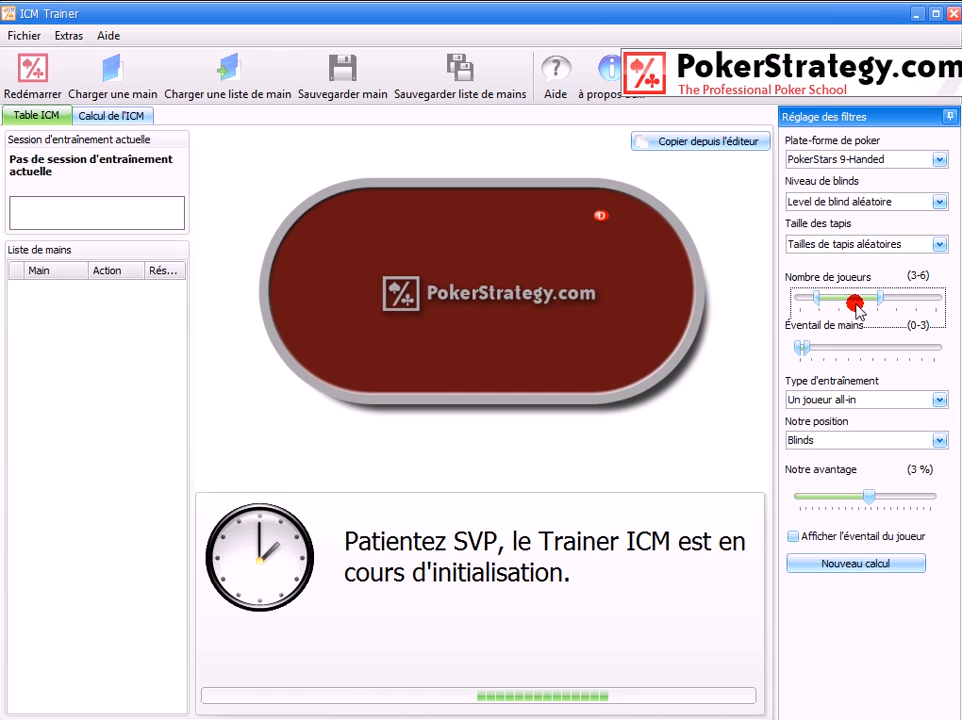 ICM Trainer
Fichier Extras Aide
Redémarrer Charger une main Charger une liste de main Sauvegarder main Sauvegarder liste de mains Aide à propos de...
PokerStrategy.com
The Professional Poker School
Table ICM Calcul de l'ICM
Session d'entraînement actuelle
Pas de session d'entraînement
actuelle
Liste de mains
Main Action Rés...
Copier depuis l'éditeur
D
PokerStrategy.com
Patientez SVP, le Trainer ICM est en
cours d'initialisation.
Réglage des filtres
Plate-forme de poker
PokerStars 9-Handed
Niveau de blinds
Level de blind aléatoire
Taille des tapis
Tailles de tapis aléatoires
Nombre de joueurs (3-6)
Éventail de mains (0-3)
Type d'entraînement
Un joueur all-in
Notre position
Blinds
Notre avantage (3 %)
Afficher l'éventail du joueur
Nouveau calcul